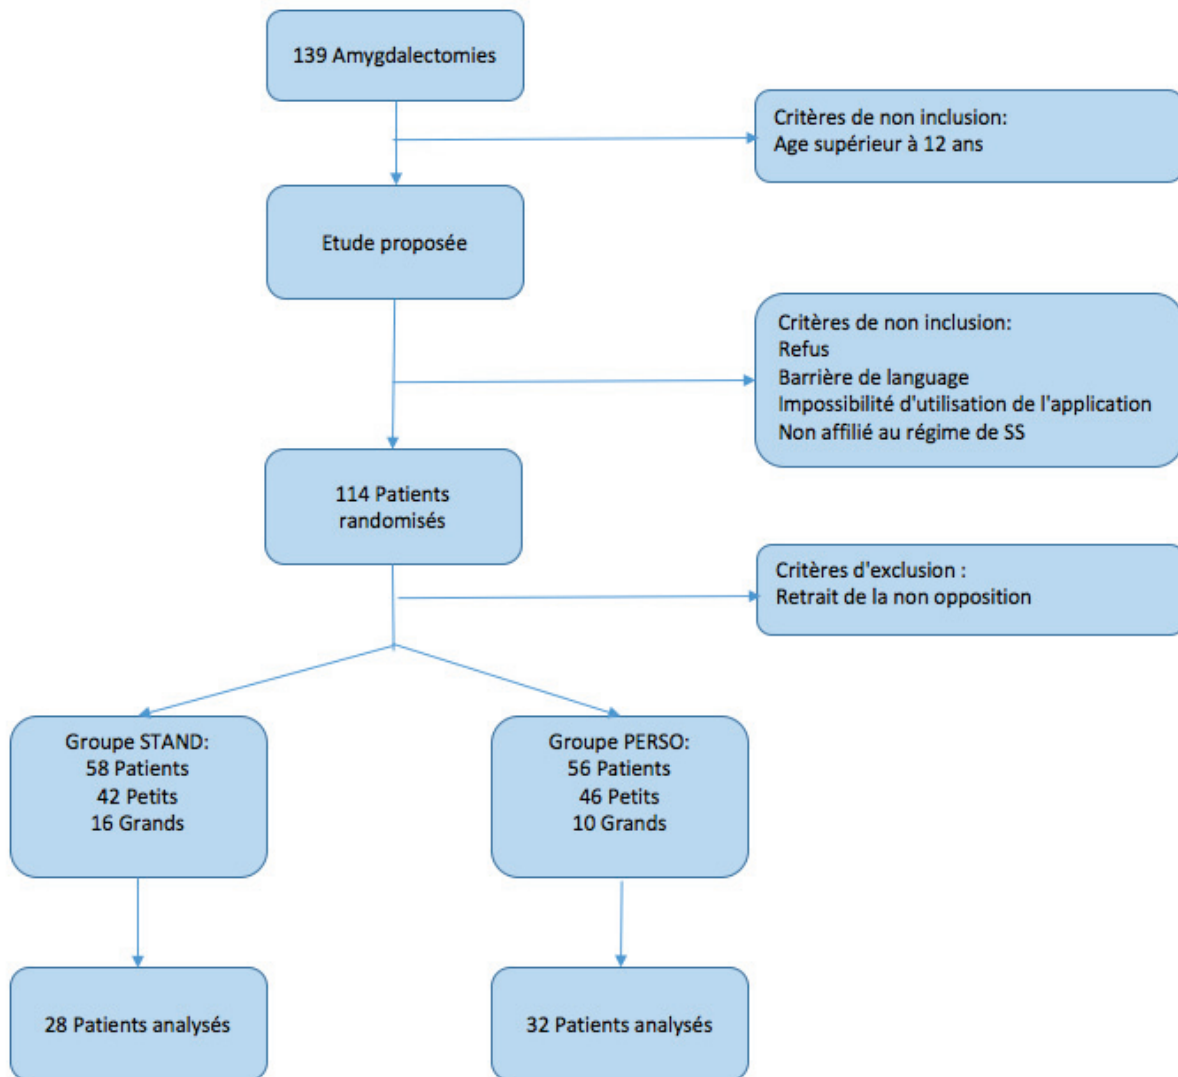 139 Amygdalectomies
Critères de non inclusion:
Age supérieur à 12 ans
Etude proposée
Critères de non inclusion:
Refus
Barrière de language
Impossibilité d'utilisation de l'application
Non affilié au régime de SS
114 Patients
randomisés
Critères d'exclusion :
Retrait de la non opposition
Groupe STAND:
58 Patients
42 Petits
16 Grands
Groupe PERSO:
56 Patients
46 Petits
10 Grands
28 Patients analysés
32 Patients analysés